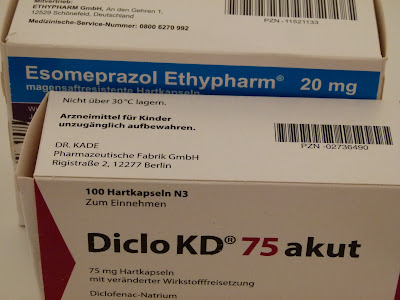 Mitvertrieb:
ETHYPHARM GmbH, An den Gehren 1,
12529 Schönefeld, Deutschland
Medizinische-Service-Nummer: 0800 6270 992
PZN -11521133
Esomeprazol Ethypharm® 20 mg
magensaftresistente Hartkapseln
Nicht über 30°C lagern.
Arzneimittel für Kinder
unzugänglich aufbewahren.
DR. KADE
Pharmazeutische Fabrik GmbH
Rigistraße 2, 12277 Berlin
PZN -02736490
100 Hartkapseln N3
Zum Einnehmen
Diclo KD® 75 akut
75 mg Hartkapseln
mit veränderter Wirkstofffreisetzung
Diclofenac-Natrium